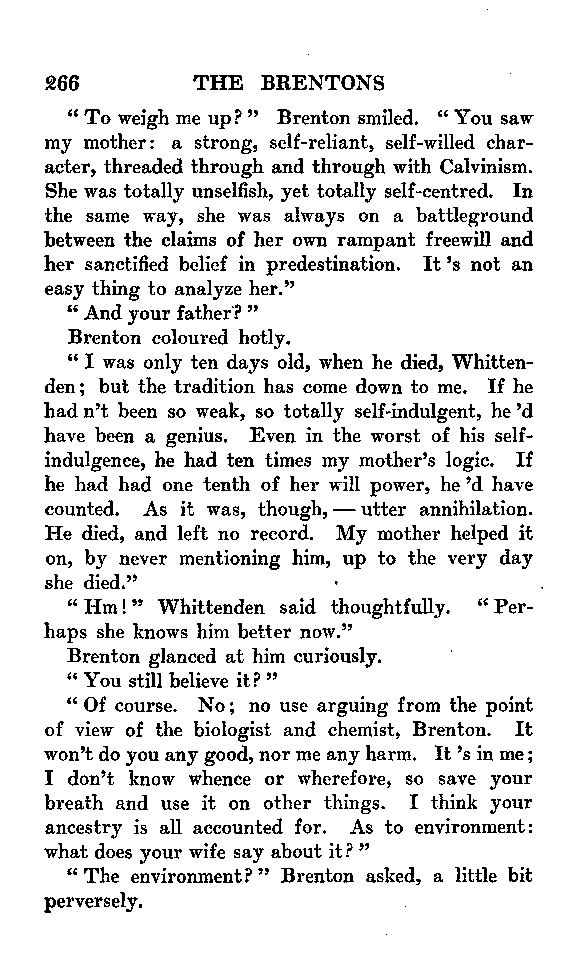 266 THE BRENTONS
“ To weigh me up? ” Brenton smiled. “ You saw
my mother: a strong, self-reliant, self-willed char-
acter, threaded through and through with Calvinism.
She was totally unselfish, yet totally self-centred. In
the same way, she was always on a battleground
between the claims of her own rampant freewill and
her sanctified belief in predestination. It ’s not an
easy thing to analyze her.”
“ And your father? ”
Brenton coloured hotly.
“ I was only ten days old, when he died, Whitten-
den; but the tradition has come down to me. If he
had n’t been so weak, so totally self-indulgent, he ’d
have been a genius. Even in the worst of his self-
indulgence, he had ten times my mother’s logic. If
he had had one tenth of her will power, he ’d have
counted. As it was, though, — utter annihilation.
He died, and left no record. My mother helped it
on, by never mentioning him, up to the very day
she died.”
“ Hm! ” Whittenden said thoughtfully. “ Per-
haps she knows him better now.”
Brenton glanced at him curiously.
“ You still believe it? ”
“ Of course. No; no use arguing from the point
of view of the biologist and chemist, Brenton. It
won’t do you any good, nor me any harm. It ’s in me;
I don’t know whence or wherefore, so save your
breath and use it on other things. I think your
ancestry is all accounted for. As to environment:
what does your wife say about it? ”
“ The environment? ” Brenton asked, a little bit
perversely.